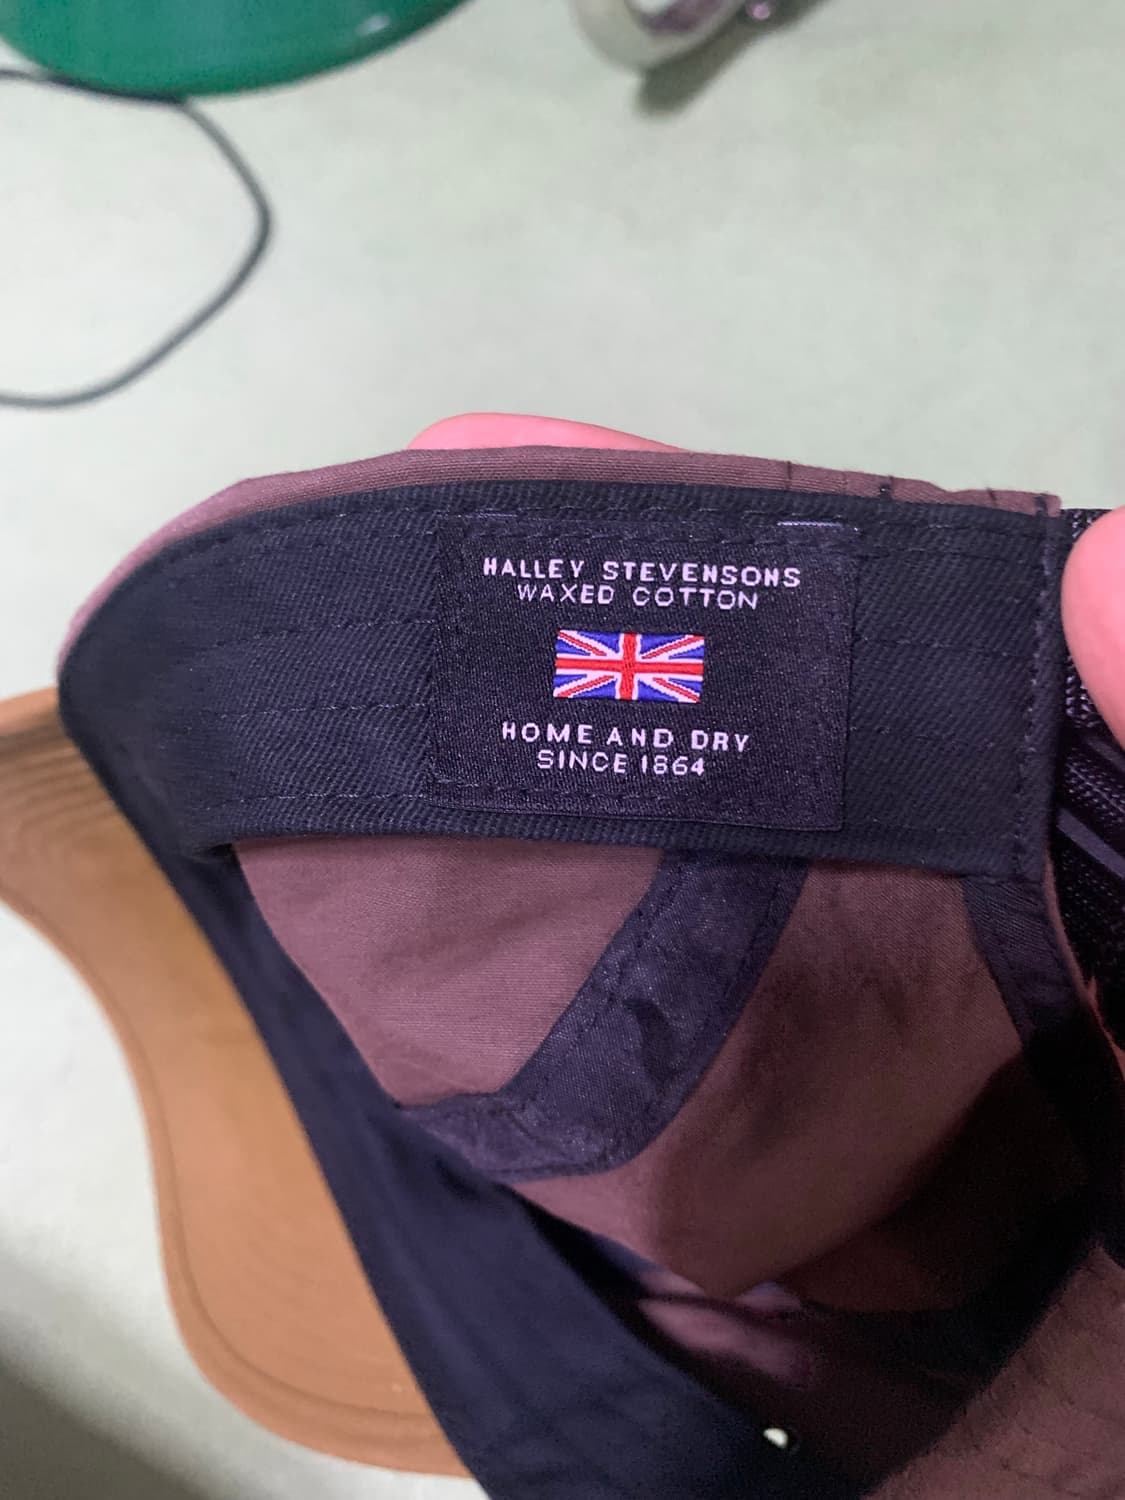 HALLEY STEVENSONS
WAXED COTTON
HOME AND DRY
SINCE 1864